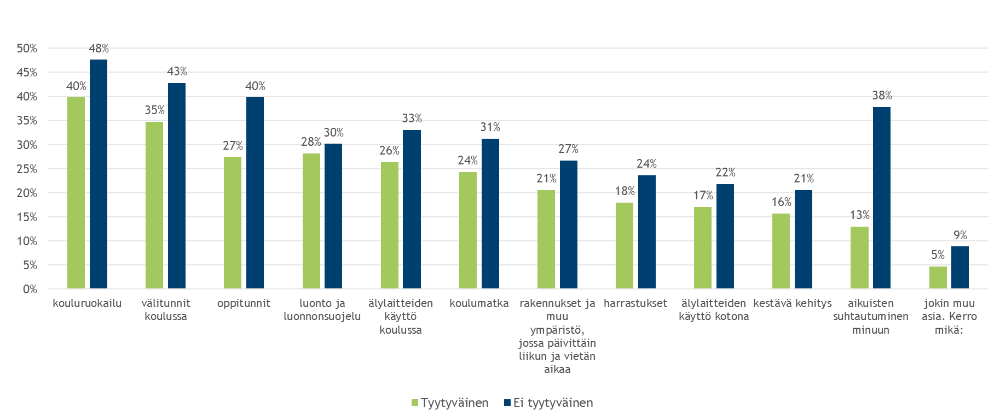 50%
45%
40%
35%
30%
25%
20%
15%
10%
5%
0%
40%
48%
35%
43%
27%
40%
28%
30%
26%
33%
24%
31%
21%
27%
18%
24%
17%
22%
16%
21%
13%
38%
5%
9%
kouluruokailu
välitunnit
koulussa
oppitunnit
luonto ja
luonnonsuojelu
älylaitteiden
käyttö
koulussa
koulumatka
rakennukset ja
muu
ympäristö,
jossa päivittäin
liikun ja vietän
aikaa
harrastukset
älylaitteiden
käyttö kotona
kestävä kehitys
aikuisten
suhtautuminen
minuun
jokin muu
asia. Kerro
mikä:
Tyytyväinen
Ei tyytyväinen